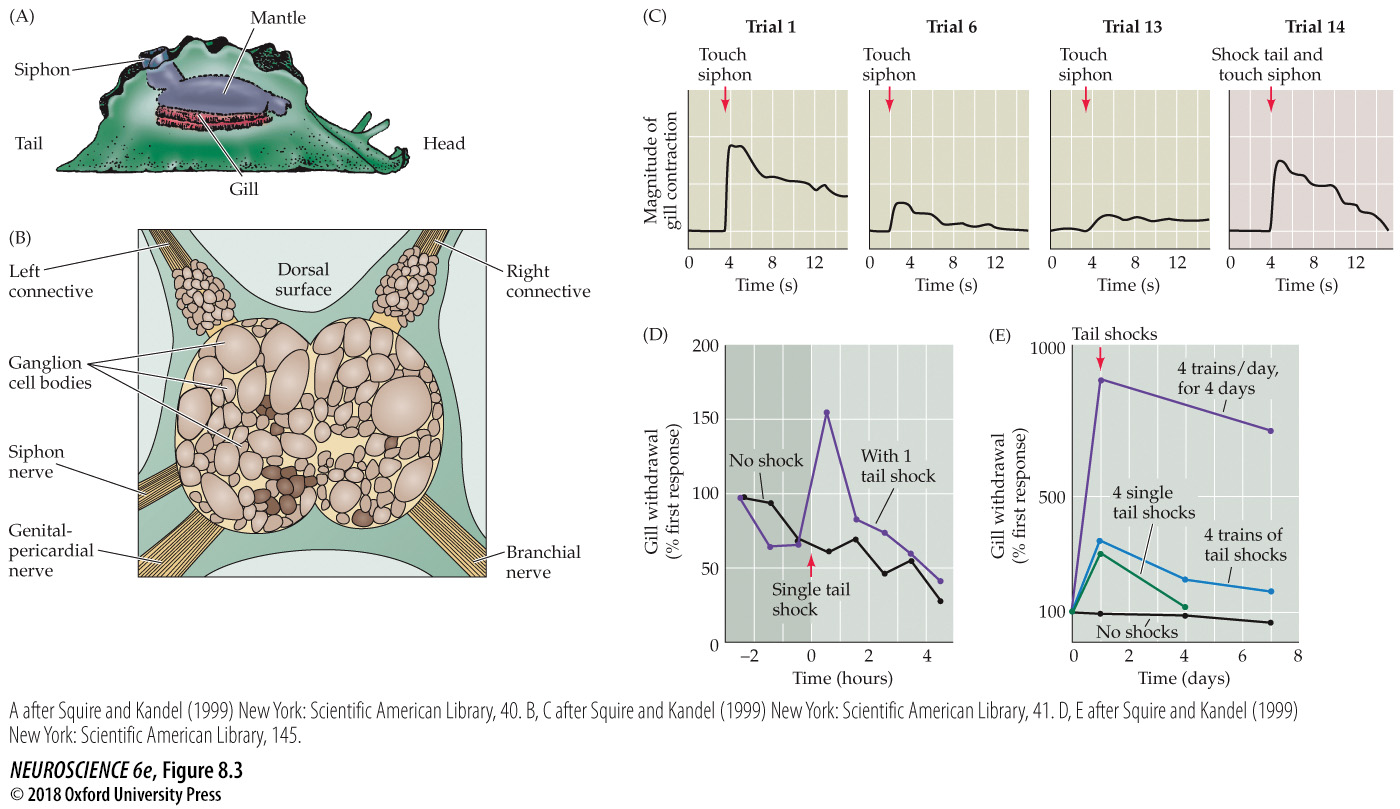 (A)
Mantle
Siphon
Tail
Head
Gill
(B)
Left
connective
Dorsal
surface
Right
connective
Ganglion
cell bodies
Siphon
nerve
Genital-
pericardial
nerve
Branchial
nerve
(C)
Trial 1
Trial 6
Trial 13
Trial 14
Touch
siphon
Touch
siphon
Touch
siphon
Shock tail and
touch siphon
Magnitude of
gill contraction
0 4 8 12
0 4 8 12
0 4 8 12
0 4 8 12
Time (s)
Time (s)
Time (s)
Time (s)
(D)
200
150
100
50
0
Gill withdrawal
(% first response)
No shock
With 1
tail shock
Single tail
shock
–2 0 2 4
Time (hours)
(E)
Tail shocks
1000
500
100
Gill withdrawal
(% first response)
4 trains/day,
for 4 days
4 single
tail shocks
4 trains of
tail shocks
No shocks
0 2 4 6 8
Time (days)
A after Squire and Kandel (1999) New York: Scientific American Library, 40. B, C after Squire and Kandel (1999) New York: Scientific American Library, 41. D, E after Squire and Kandel (1999)
New York: Scientific American Library, 145.
NEUROSCIENCE 6e, Figure 8.3
© 2018 Oxford University Press